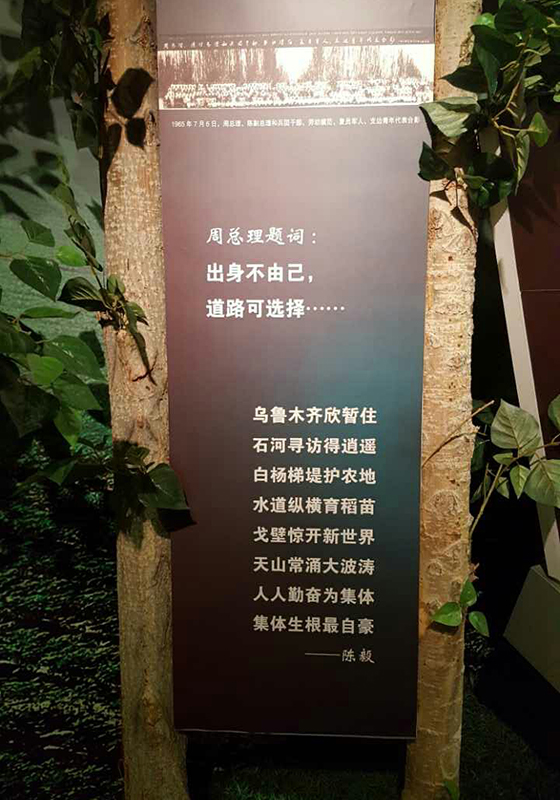 1965年7月6日,周总理、陈副总理和兵团干部、劳动模范、复员军人、支边青年代表合影
周总理题词:
出身不由己,
道路可选择……
乌鲁木齐欣暂住
石河寻访得逍遥
白杨梯堤护农地
水道纵横育稻苗
戈壁惊开新世界
天山常涌大波涛
人人勤奋为集体
集体生根最自豪
——陈毅